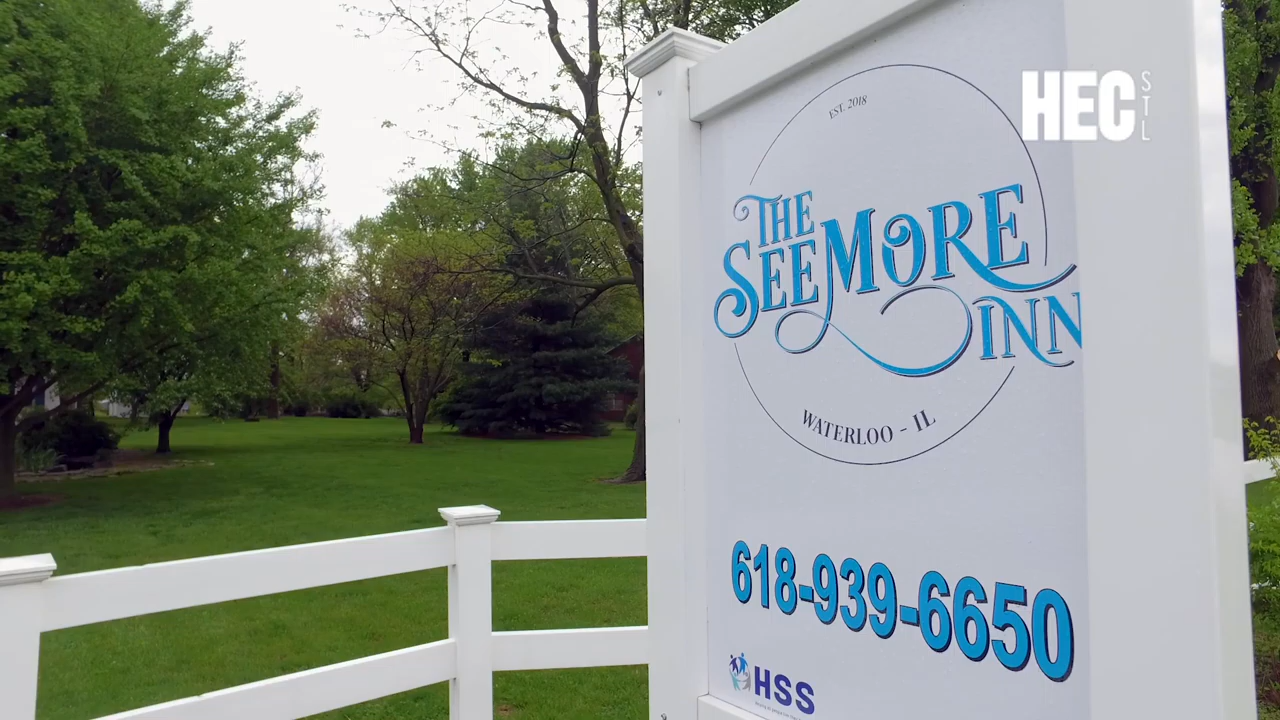 HEC
STL
EST. 2018
THE
SEEMORE
INN
WATERLOO - IL
618-939-6650
HSS